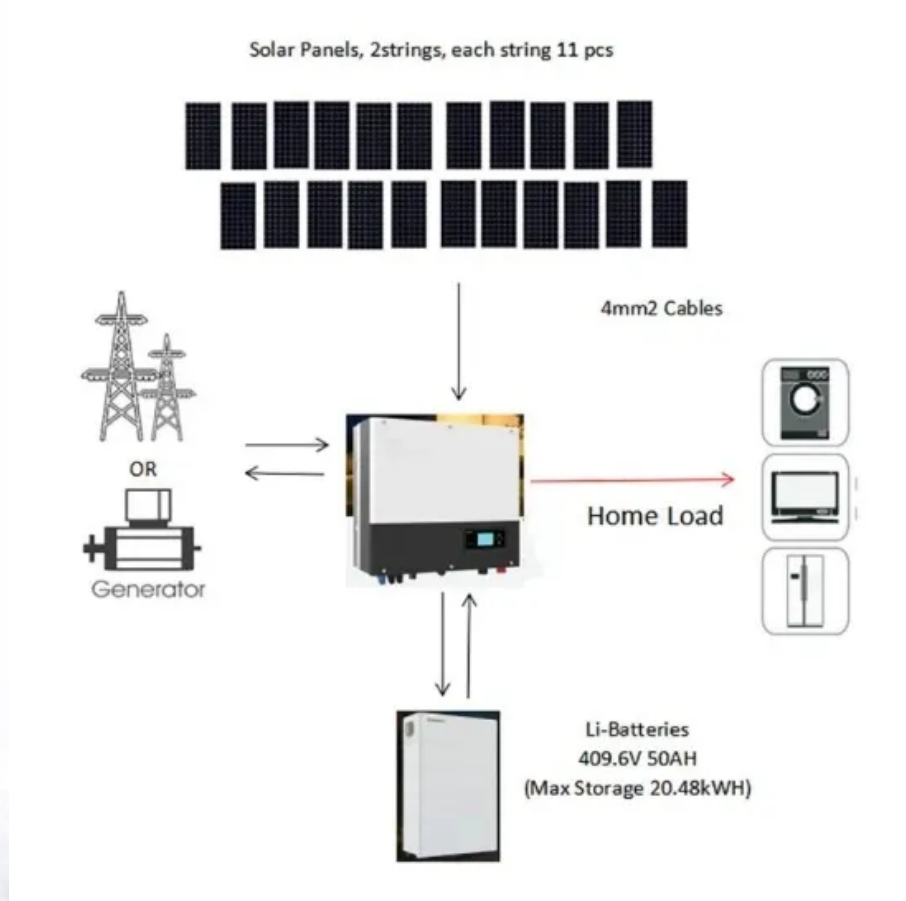 Solar Panels, 2strings, each string 11 pcs
4mm2 Cables
OR
Home Load
Generator
Li-Batteries
409.6V 50AH
(Max Storage 20.48kWH)